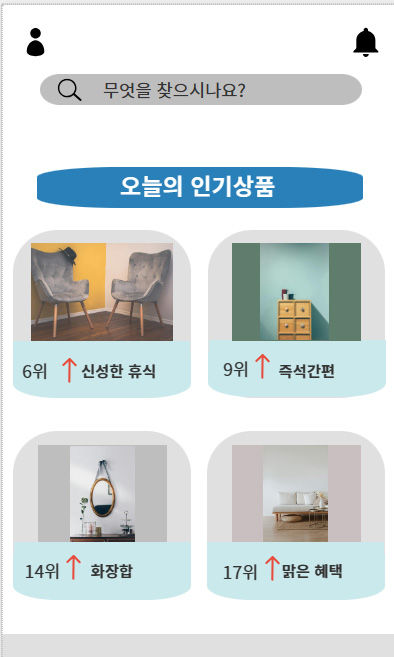 무엇을 찾으시나요?
오늘의 인기상품
6위 신성한 휴식
9위 즉석간편
14위 화장합
17위 맑은 혜택